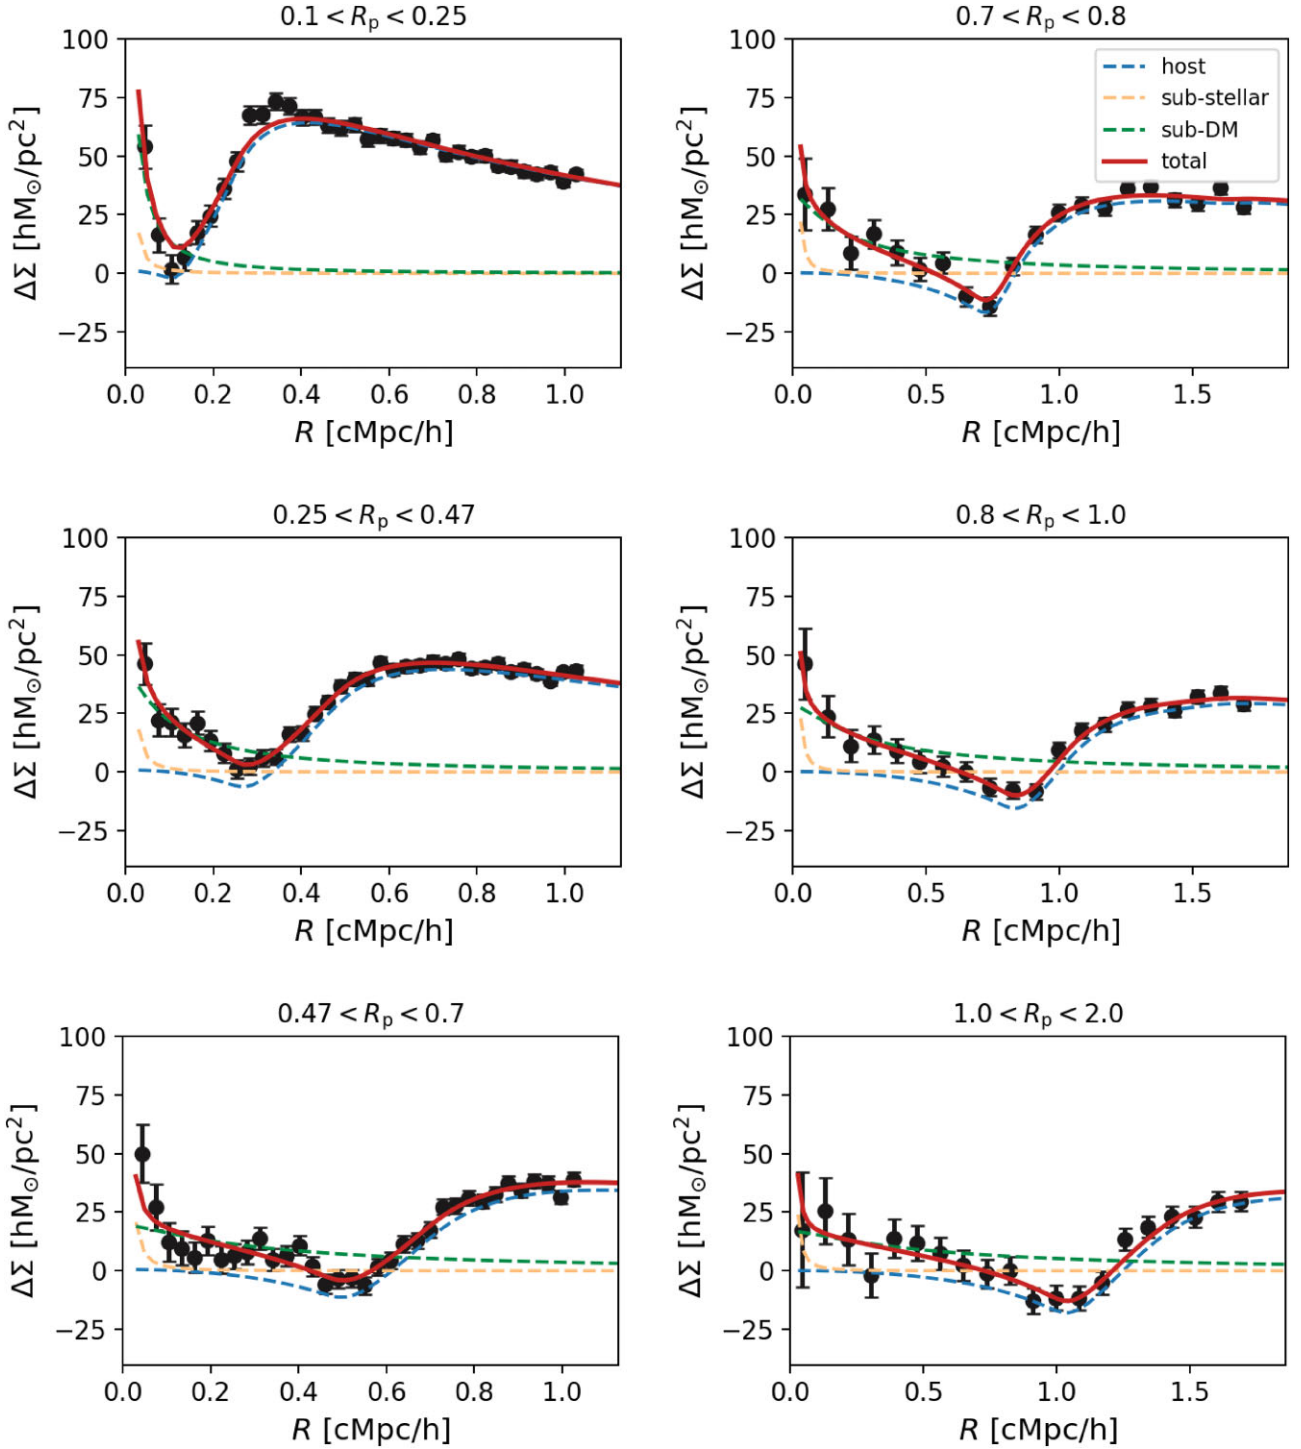 0.1 < Rₚ < 0.25
100
75
50
25
0
−25
ΔΣ [hM⊙/pc²]
0.0 0.2 0.4 0.6 0.8 1.0
R [cMpc/h]
0.7 < Rₚ < 0.8
host
sub-stellar
sub-DM
total
100
75
50
25
0
−25
ΔΣ [hM⊙/pc²]
0.0 0.5 1.0 1.5
R [cMpc/h]
0.25 < Rₚ < 0.47
100
75
50
25
0
−25
ΔΣ [hM⊙/pc²]
0.0 0.2 0.4 0.6 0.8 1.0
R [cMpc/h]
0.8 < Rₚ < 1.0
100
75
50
25
0
−25
ΔΣ [hM⊙/pc²]
0.0 0.5 1.0 1.5
R [cMpc/h]
0.47 < Rₚ < 0.7
100
75
50
25
0
−25
ΔΣ [hM⊙/pc²]
0.0 0.2 0.4 0.6 0.8 1.0
R [cMpc/h]
1.0 < Rₚ < 2.0
100
75
50
25
0
−25
ΔΣ [hM⊙/pc²]
0.0 0.5 1.0 1.5
R [cMpc/h]